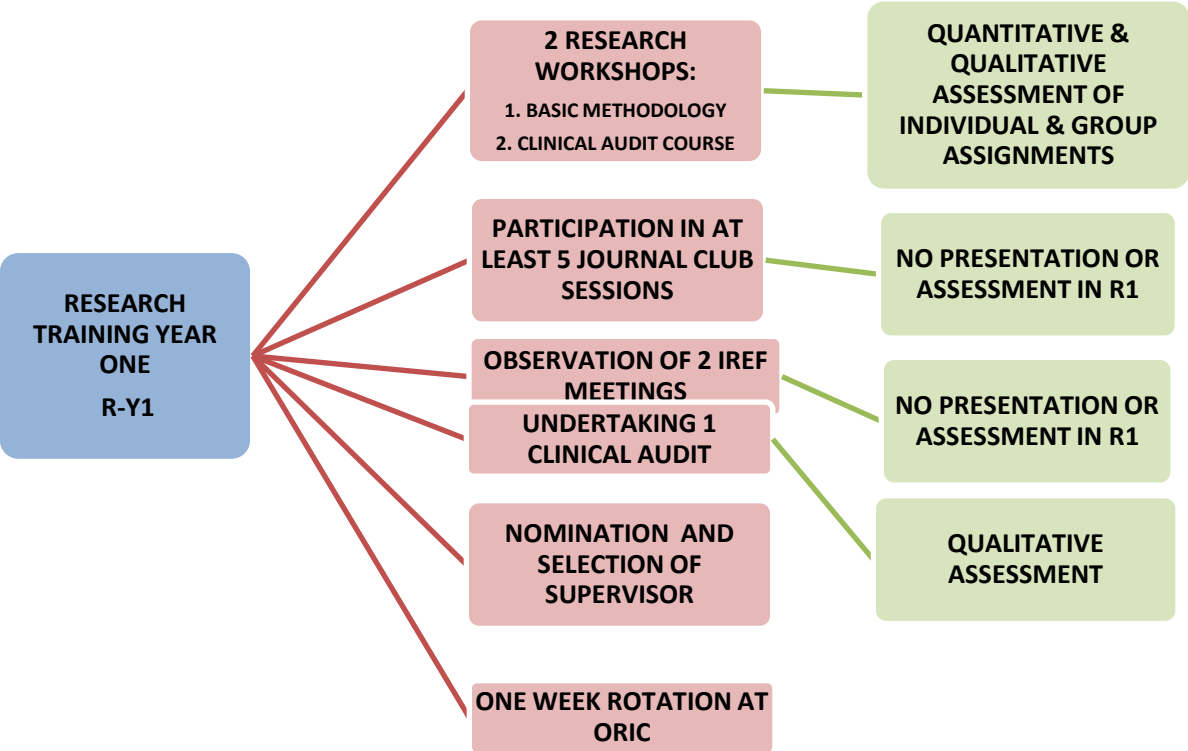 RESEARCH
TRAINING YEAR
ONE
R-Y1
2 RESEARCH
WORKSHOPS:
1. BASIC METHODOLOGY
2. CLINICAL AUDIT COURSE
QUANTITATIVE &
QUALITATIVE
ASSESSMENT OF
INDIVIDUAL & GROUP
ASSIGNMENTS
PARTICIPATION IN AT
LEAST 5 JOURNAL CLUB
SESSIONS
NO PRESENTATION OR
ASSESSMENT IN R1
OBSERVATION OF 2 IREF
MEETINGS
NO PRESENTATION OR
ASSESSMENT IN R1
UNDERTAKING 1
CLINICAL AUDIT
QUALITATIVE
ASSESSMENT
NOMINATION AND
SELECTION OF
SUPERVISOR
ONE WEEK ROTATION AT
ORIC